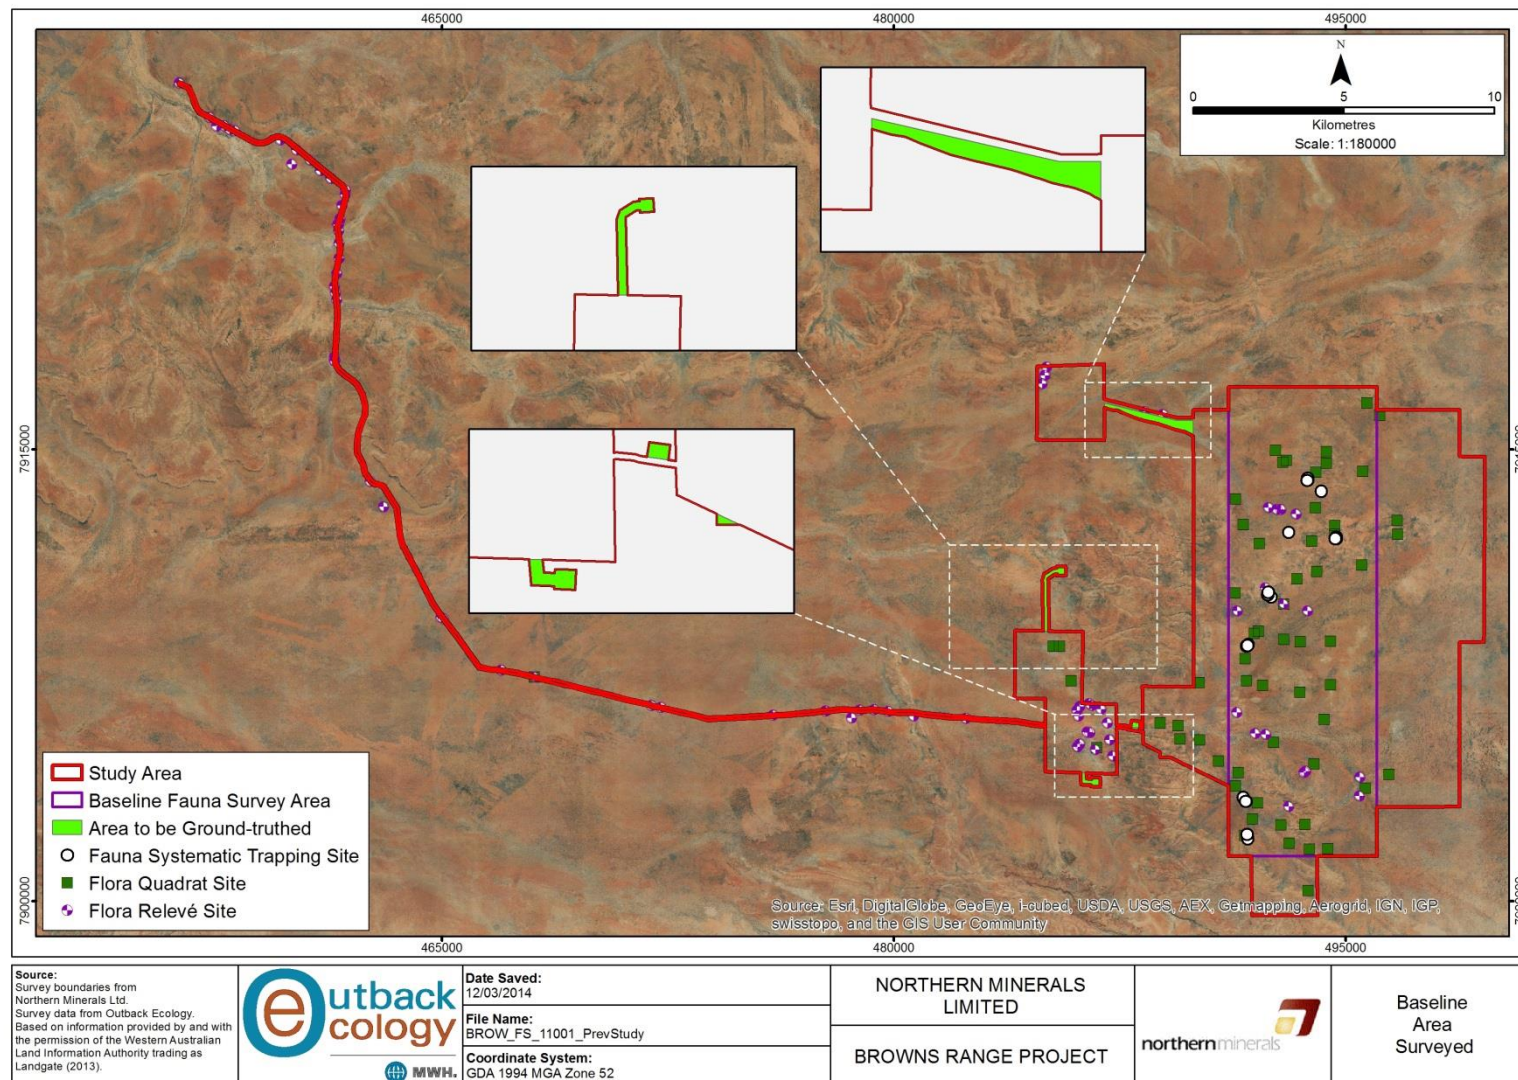 465000
480000
495000
N
0
5
10
Kilometres
Scale: 1:180000
7915000
7915000
7900000
7900000
Study Area
Baseline Fauna Survey Area
Area to be Ground-truthed
Fauna Systematic Trapping Site
Flora Quadrat Site
Flora Relevé Site
Source: Esri, DigitalGlobe, GeoEye, i-cubed, USDA, USGS, AEX, Getmapping, Aerogrid, IGN, IGP,
swisstopo, and the GIS User Community
465000
480000
495000
Source:
Survey boundaries from
Northern Minerals Ltd.
Survey data from Outback Ecology.
Based on information provided by and with
the permission of the Western Australian
Land Information Authority trading as
Landgate (2013).
Outback
ecology
MWH.
Date Saved:
12/03/2014
File Name:
BROW_FS_11001_PrevStudy
Coordinate System:
GDA 1994 MGA Zone 52
NORTHERN MINERALS
LIMITED
BROWNS RANGE PROJECT
northernminerals
Baseline
Area
Surveyed